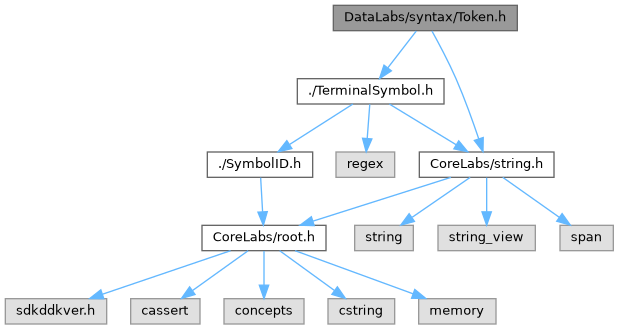 DataLabs/syntax/Token.h
./TerminalSymbol.h
./SymbolID.h
regex
CoreLabs/string.h
CoreLabs/root.h
string
string_view
span
sdkddkver.h
cassert
concepts
cstring
memory